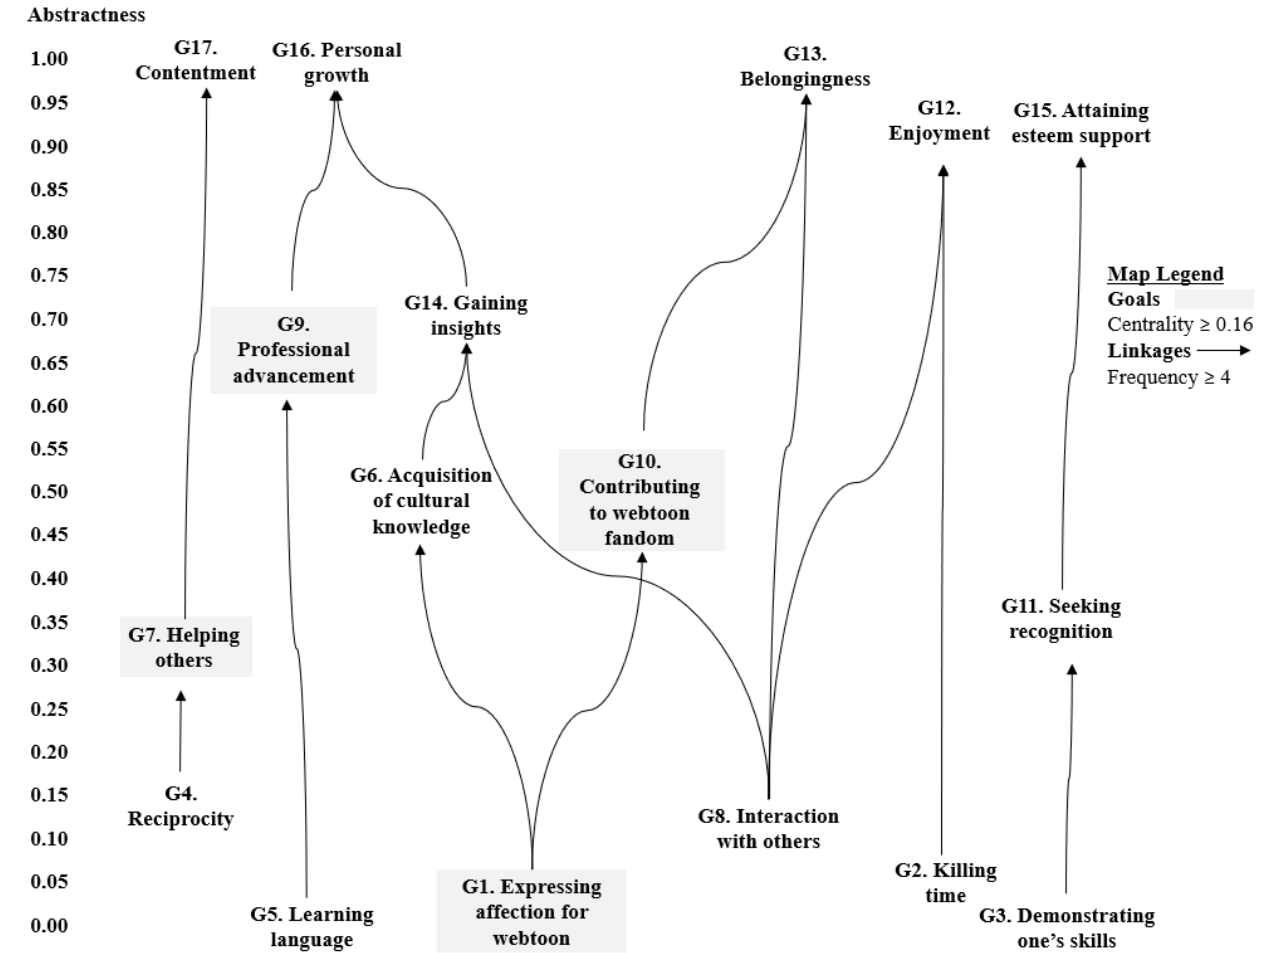 Abstractness
1.00
0.95
0.90
0.85
0.80
0.75
0.70
0.65
0.60
0.55
0.50
0.45
0.40
0.35
0.30
0.25
0.20
0.15
0.10
0.05
0.00
G17.
Contentment
G16. Personal
growth
G13.
Belongingness
G12.
Enjoyment
G15. Attaining
esteem support
G9.
Professional
advancement
G14. Gaining
insights
Map Legend
Goals
Centrality ≥ 0.16
Linkages
Frequency ≥ 4
G6. Acquisition
of cultural
knowledge
G10.
Contributing
to webtoon
fandom
G7. Helping
others
G11. Seeking
recognition
G4.
Reciprocity
G8. Interaction
with others
G5. Learning
language
G1. Expressing
affection for
webtoon
G2. Killing
time
G3. Demonstrating
one’s skills